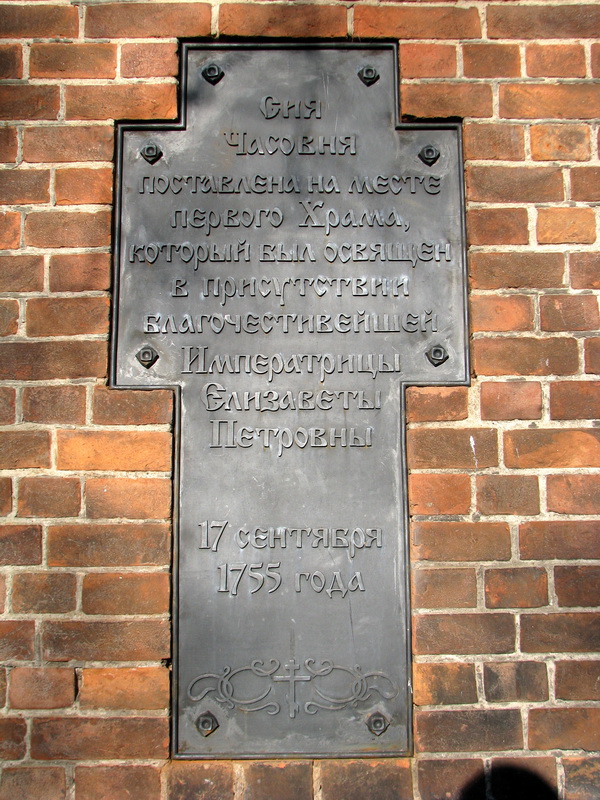 Сия
Часовня
поставлена на месте
первого Храма,
который был освящен
в присутствии
благочестивейшей
Императрицы
Елизаветы
Петровны
17 сентября
1755 года